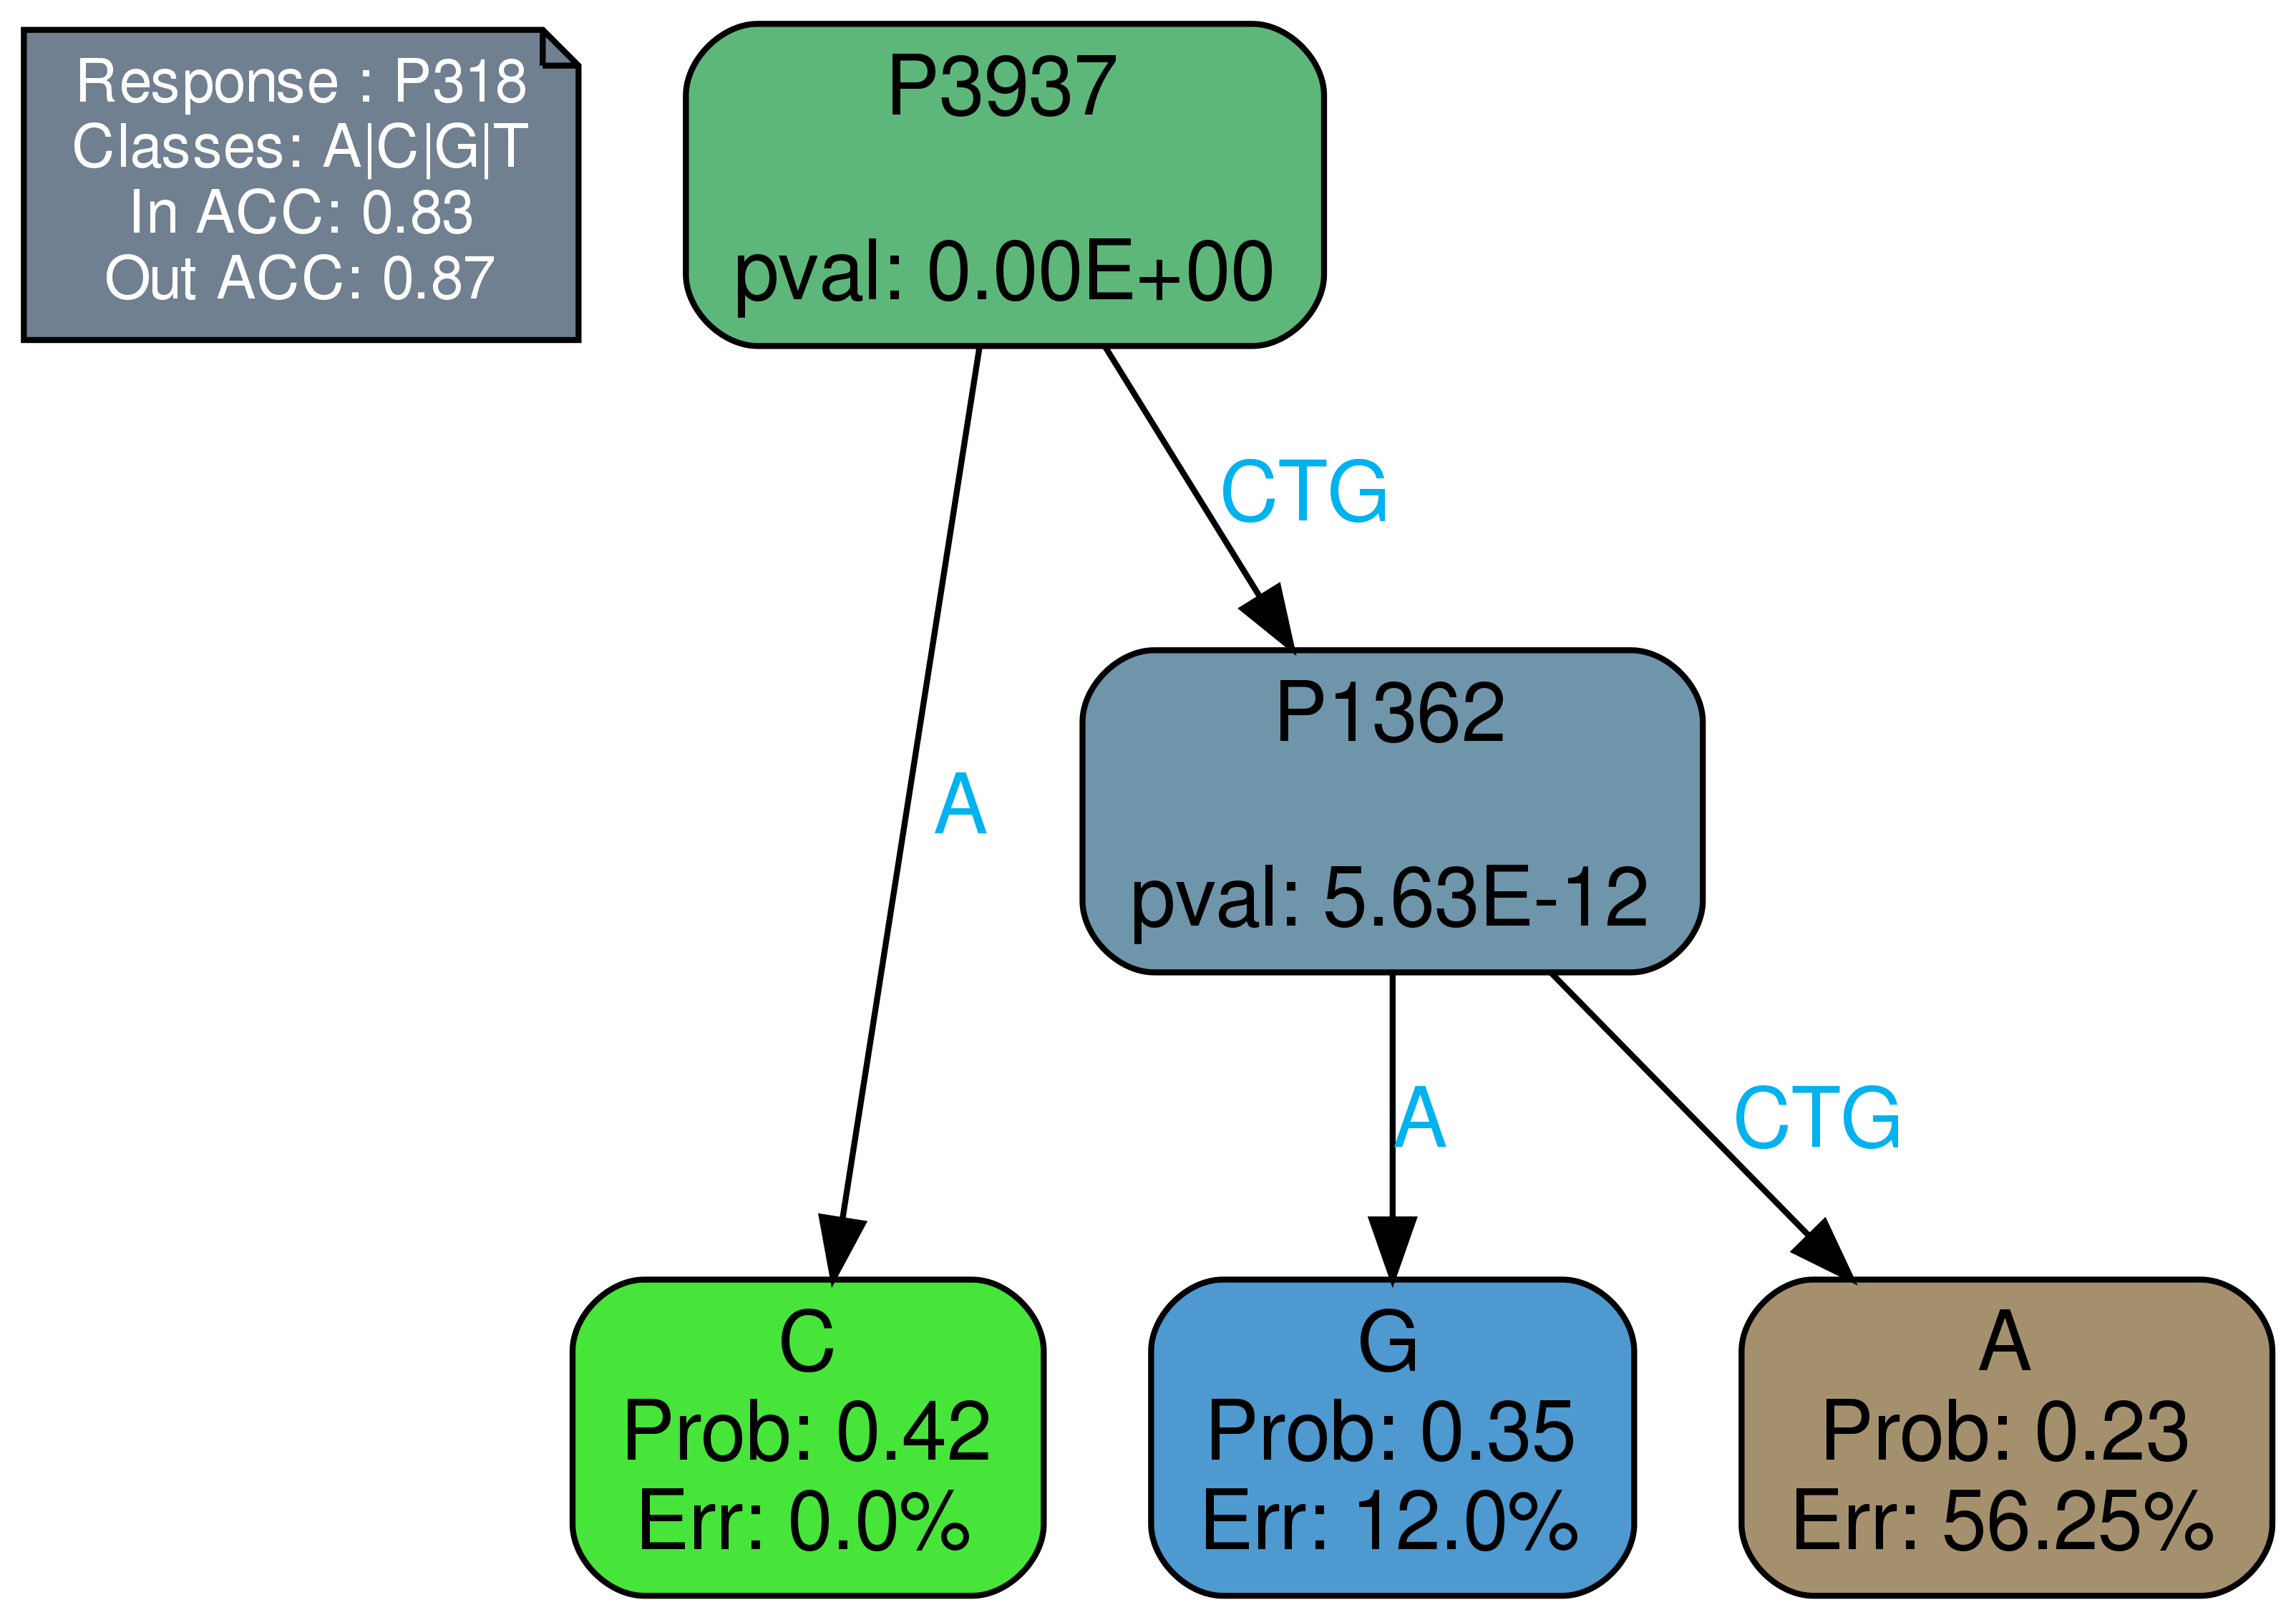 Response : P318
Classes: A|C|G|T
In ACC: 0.83
Out ACC: 0.87
P3937
pval: 0.00E+00
CTG
A
P1362
pval: 5.63E-12
A
CTG
C
Prob: 0.42
Err: 0.0%
G
Prob: 0.35
Err: 12.0%
A
Prob: 0.23
Err: 56.25%